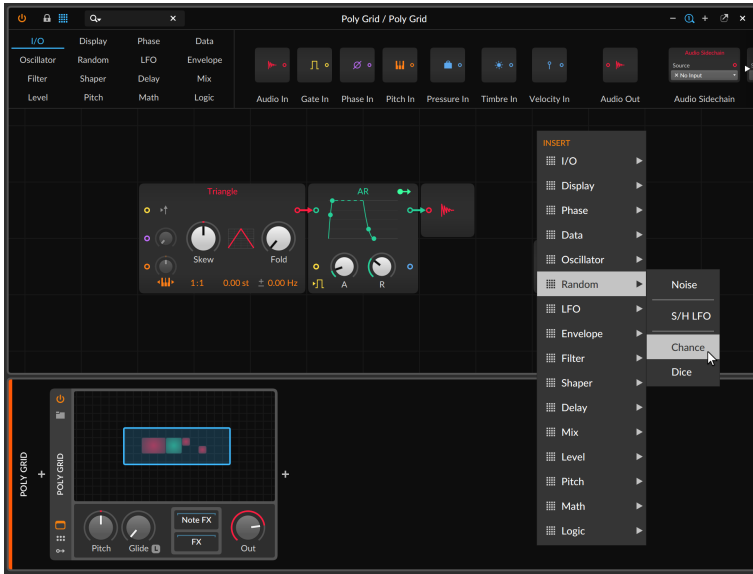 Poly Grid / Poly Grid
I/O Display Phase Data
Oscillator Random LFO Envelope
Filter Shaper Delay Mix
Level Pitch Math Logic
Audio In Gate In Phase In Pitch In Pressure In Timbre In Velocity In Audio Out Audio Sidechain
Audio Sidechain
Source
× No Input
INSERT
I/O
Display
Phase
Data
Oscillator
Random
LFO
Envelope
Filter
Shaper
Delay
Mix
Level
Pitch
Math
Logic
Noise
S/H LFO
Chance
Dice
Triangle
Skew Fold
1:1 0.00 st ± 0.00 Hz
AR
A R
POLY GRID
POLY GRID
Pitch Glide L
Note FX
FX
Out